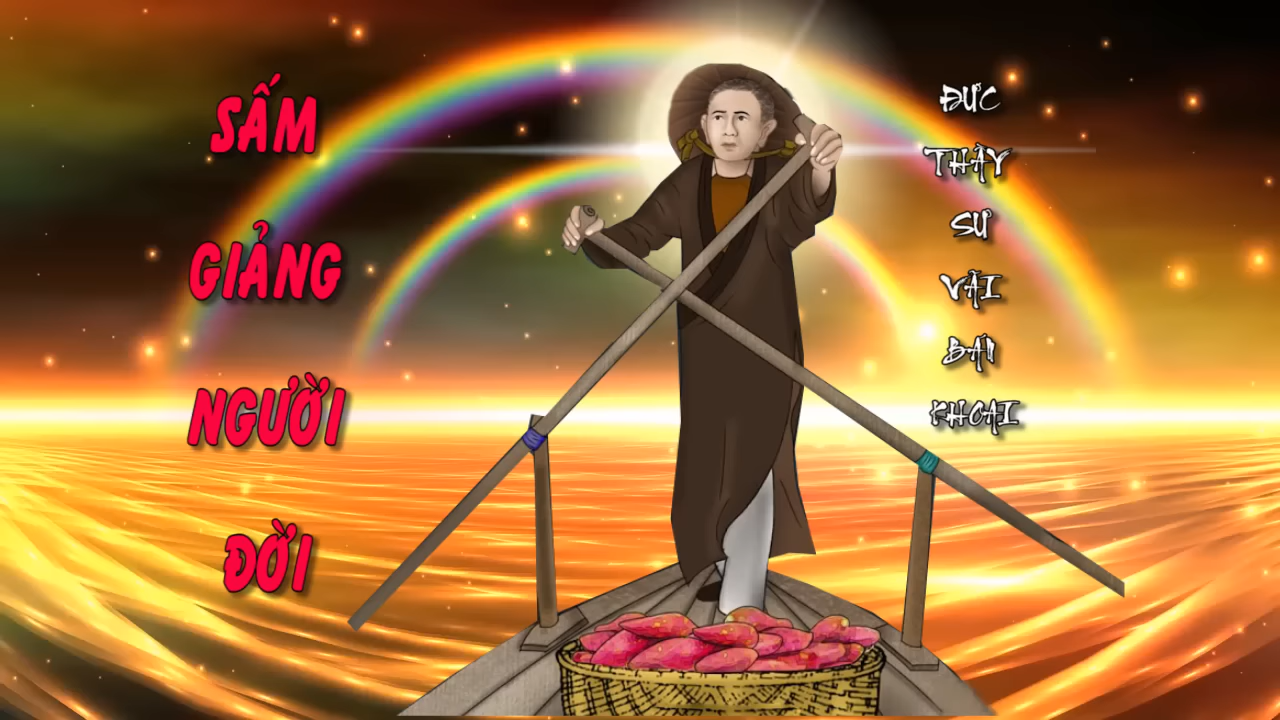 SẤM
GIẢNG
NGƯỜI
ĐỜI
ĐỨC
THẦY
SƯ
VÃI
BÁN
KHOAI